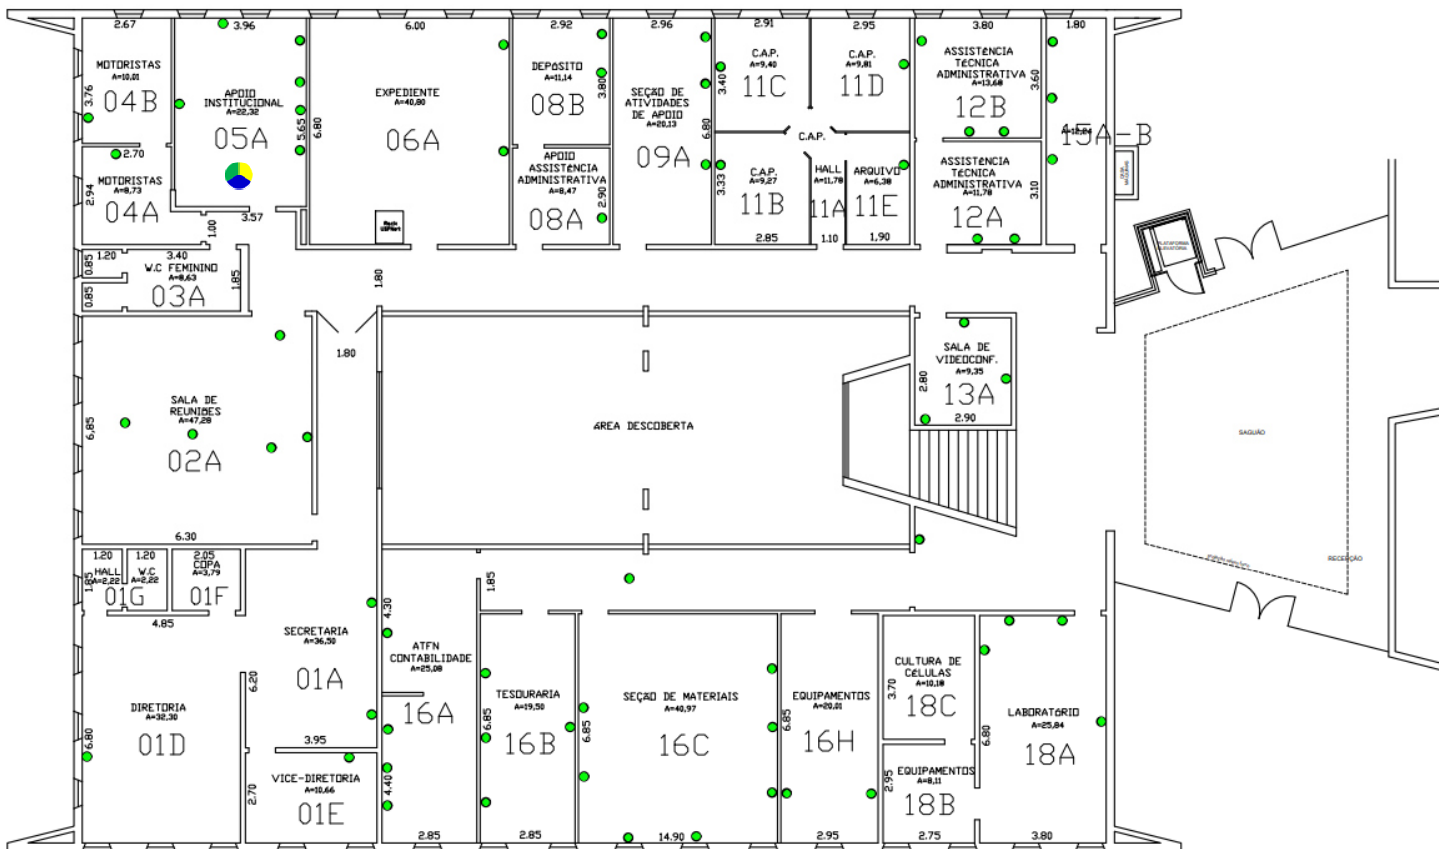 2.67
MOTORISTAS
A=10,01
04B
3.76
3.96
APOIO
INSTITUCIONAL
A=22,32
05A
5.65
6.00
EXPEDIENTE
A=40,80
06A
6.80
2.92
DEPÓSITO
A=11,14
08B
3.80
2.96
SEÇÃO DE
ATIVIDADES
DE APOIO
A=20,13
09A
6.80
2.91
C.A.P.
A=9,40
11C
3.40
2.95
C.A.P.
A=9,81
11D
3.80
ASSISTÊNCIA
TÉCNICA
ADMINISTRATIVA
A=13,68
12B
3.60
1.80
15A-B
C.A.P.
2.70
MOTORISTAS
A=8,73
04A
2.94
3.57
1.00
APOIO
ASSISTÊNCIA
ADMINISTRATIVA
A=8,47
08A
2.90
C.A.P.
A=9,27
11B
3.33
2.85
HALL
A=11,78
11A
1.10
ARQUIVO
A=6,38
11E
1.90
ASSISTÊNCIA
TÉCNICA
ADMINISTRATIVA
A=11,78
12A
3.10
Rack
USPNet
PLATAFORMA
ELEVATÓRIA
1.20
0.85
0.85
3.40
W.C FEMININO
A=8,63
03A
1.85
1.80
1.80
SALA DE
REUNIÕES
A=47,28
02A
6,85
6.30
ÁREA DESCOBERTA
SALA DE
VIDEOCONF.
A=9,35
13A
2.80
2.90
SAGUÃO
RECEPÇÃO
1.20
HALL
A=2,22
01G
1.85
1.20
W.C
A=2,22
2.05
COPA
A=3,79
01F
4.85
DIRETORIA
A=32,30
01D
6.80
SECRETARIA
A=36,50
01A
6.20
3.95
VICE-DIRETORIA
A=10,66
01E
2.70
4.30
ATFN
CONTABILIDADE
A=25,08
16A
4.40
2.85
1.85
TESOURARIA
A=19,50
16B
6.85
2.85
SEÇÃO DE MATERIAIS
A=40,97
16C
6.85
14.90
EQUIPAMENTOS
A=20,01
16H
6.85
2.95
CULTURA DE
CÉLULAS
A=10,18
18C
3.70
EQUIPAMENTOS
A=8,11
18B
2.95
2.75
LABORATÓRIO
A=25,84
18A
6.80
3.80